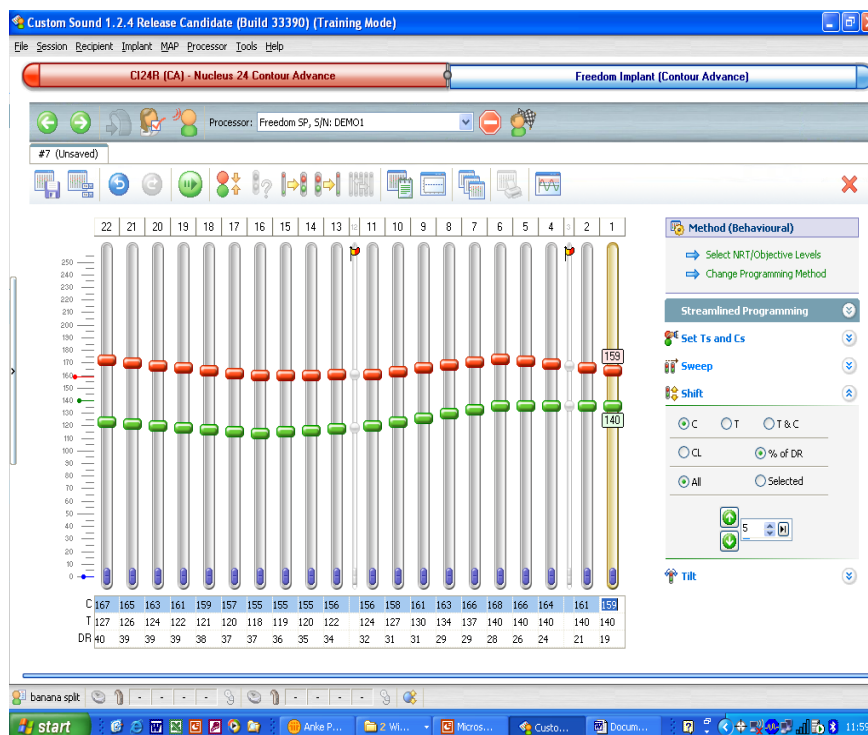 Custom Sound 1.2.4 Release Candidate (Build 33390) (Training Mode)
File Session Recipient Implant MAP Processor Tools Help
CI24R (CA) - Nucleus 24 Contour Advance
Freedom Implant (Contour Advance)
Processor: Freedom SP, S/N: DEMO1
#7 (Unsaved)
22 21 20 19 18 17 16 15 14 13 12 11 10 9 8 7 6 5 4 3 2 1
Method (Behavioural)
Select NRT/Objective Levels
Change Programming Method
Streamlined Programming
Set Ts and Cs
Sweep
Shift
C T T & C
CL % of DR
All Selected
5
Tilt
250
240
230
220
210
200
190
180
170
160
150
140
130
120
110
100
90
80
70
60
50
40
30
20
10
0
159
140
C 167 165 163 161 159 157 155 155 155 156 156 158 161 163 166 168 166 164 161 159
T 127 126 124 122 121 120 118 119 120 122 124 127 130 134 137 140 140 140 140 140
DR 40 39 39 39 38 37 37 36 35 34 32 31 31 29 29 28 26 24 21 19
banana split - - - - - - - -
start Anke P... 2 Wi... Micros... Custo... Docum... 11:59